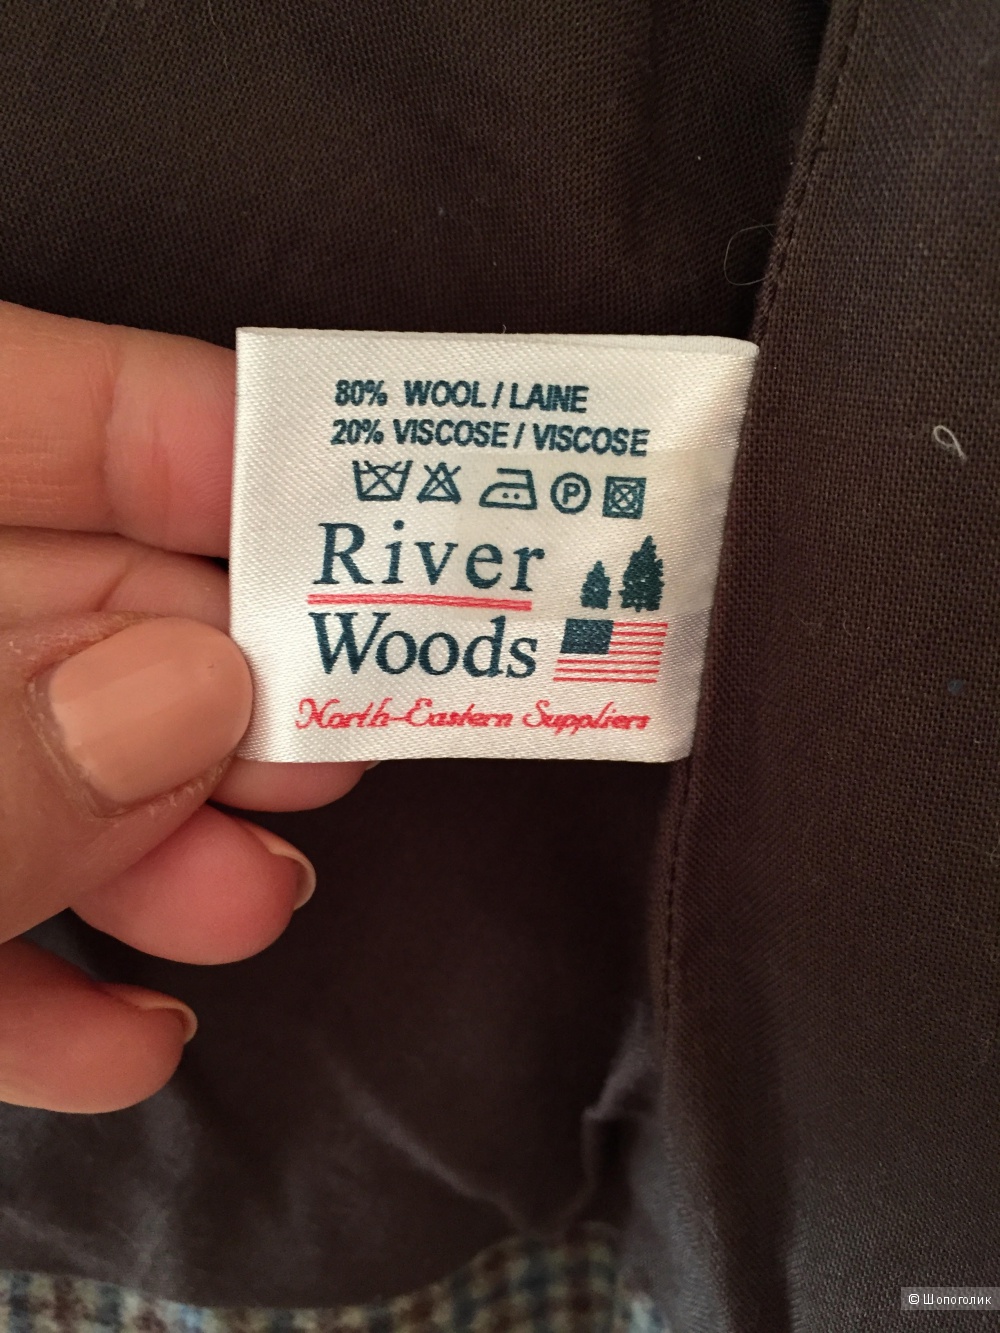 80% WOOL / LAINE
20% VISCOSE / VISCOSE
P
River
Woods
North-Eastern Suppliers
© Шопоголик